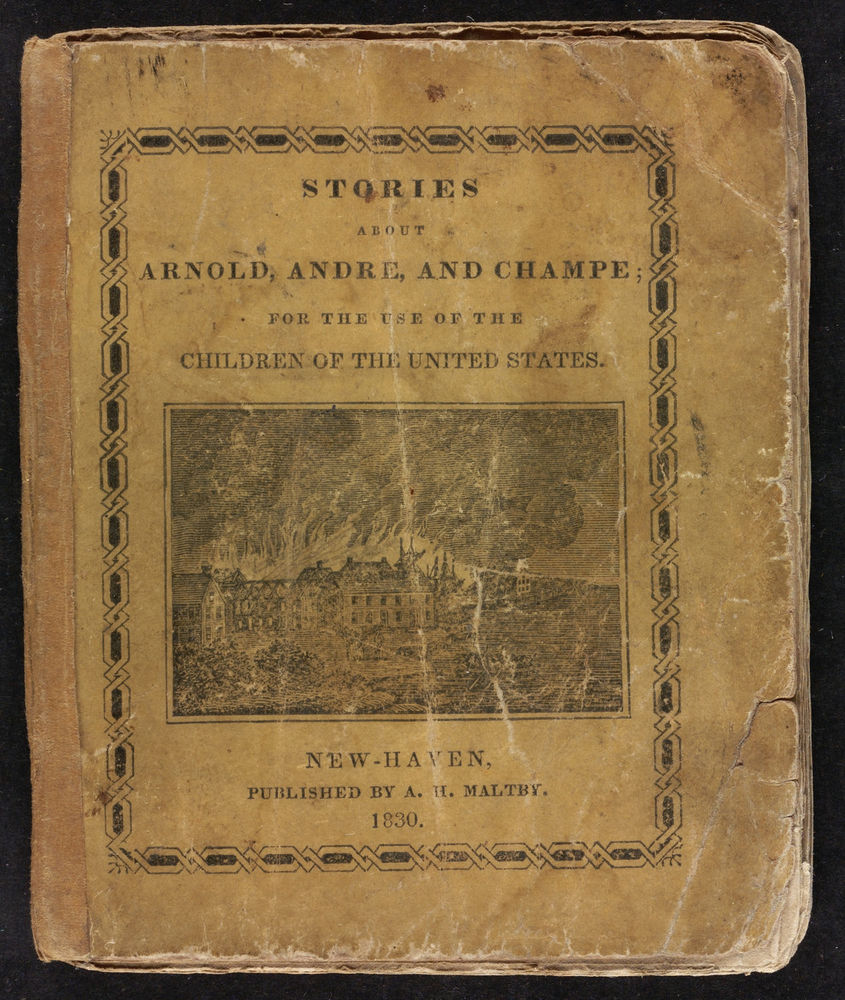 STORIES
ABOUT
ARNOLD, ANDRE, AND CHAMPE;
FOR THE USE OF THE
CHILDREN OF THE UNITED STATES.
NEW-HAVEN,
PUBLISHED BY A. H. MALTBY.
1830.